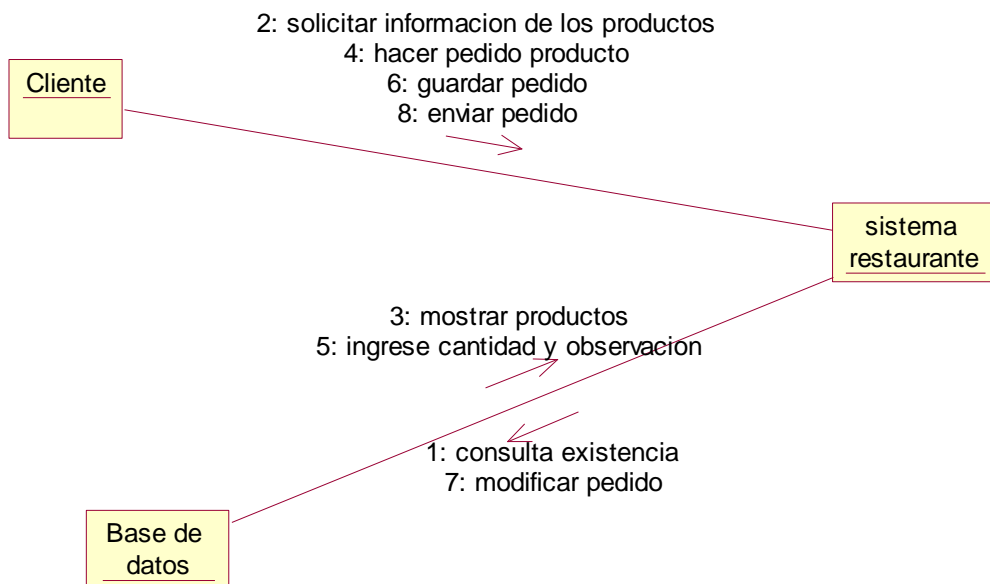 2: solicitar informacion de los productos
4: hacer pedido producto
6: guardar pedido
8: enviar pedido
Cliente
sistema
restaurante
3: mostrar productos
5: ingrese cantidad y observacion
1: consulta existencia
7: modificar pedido
Base de
datos